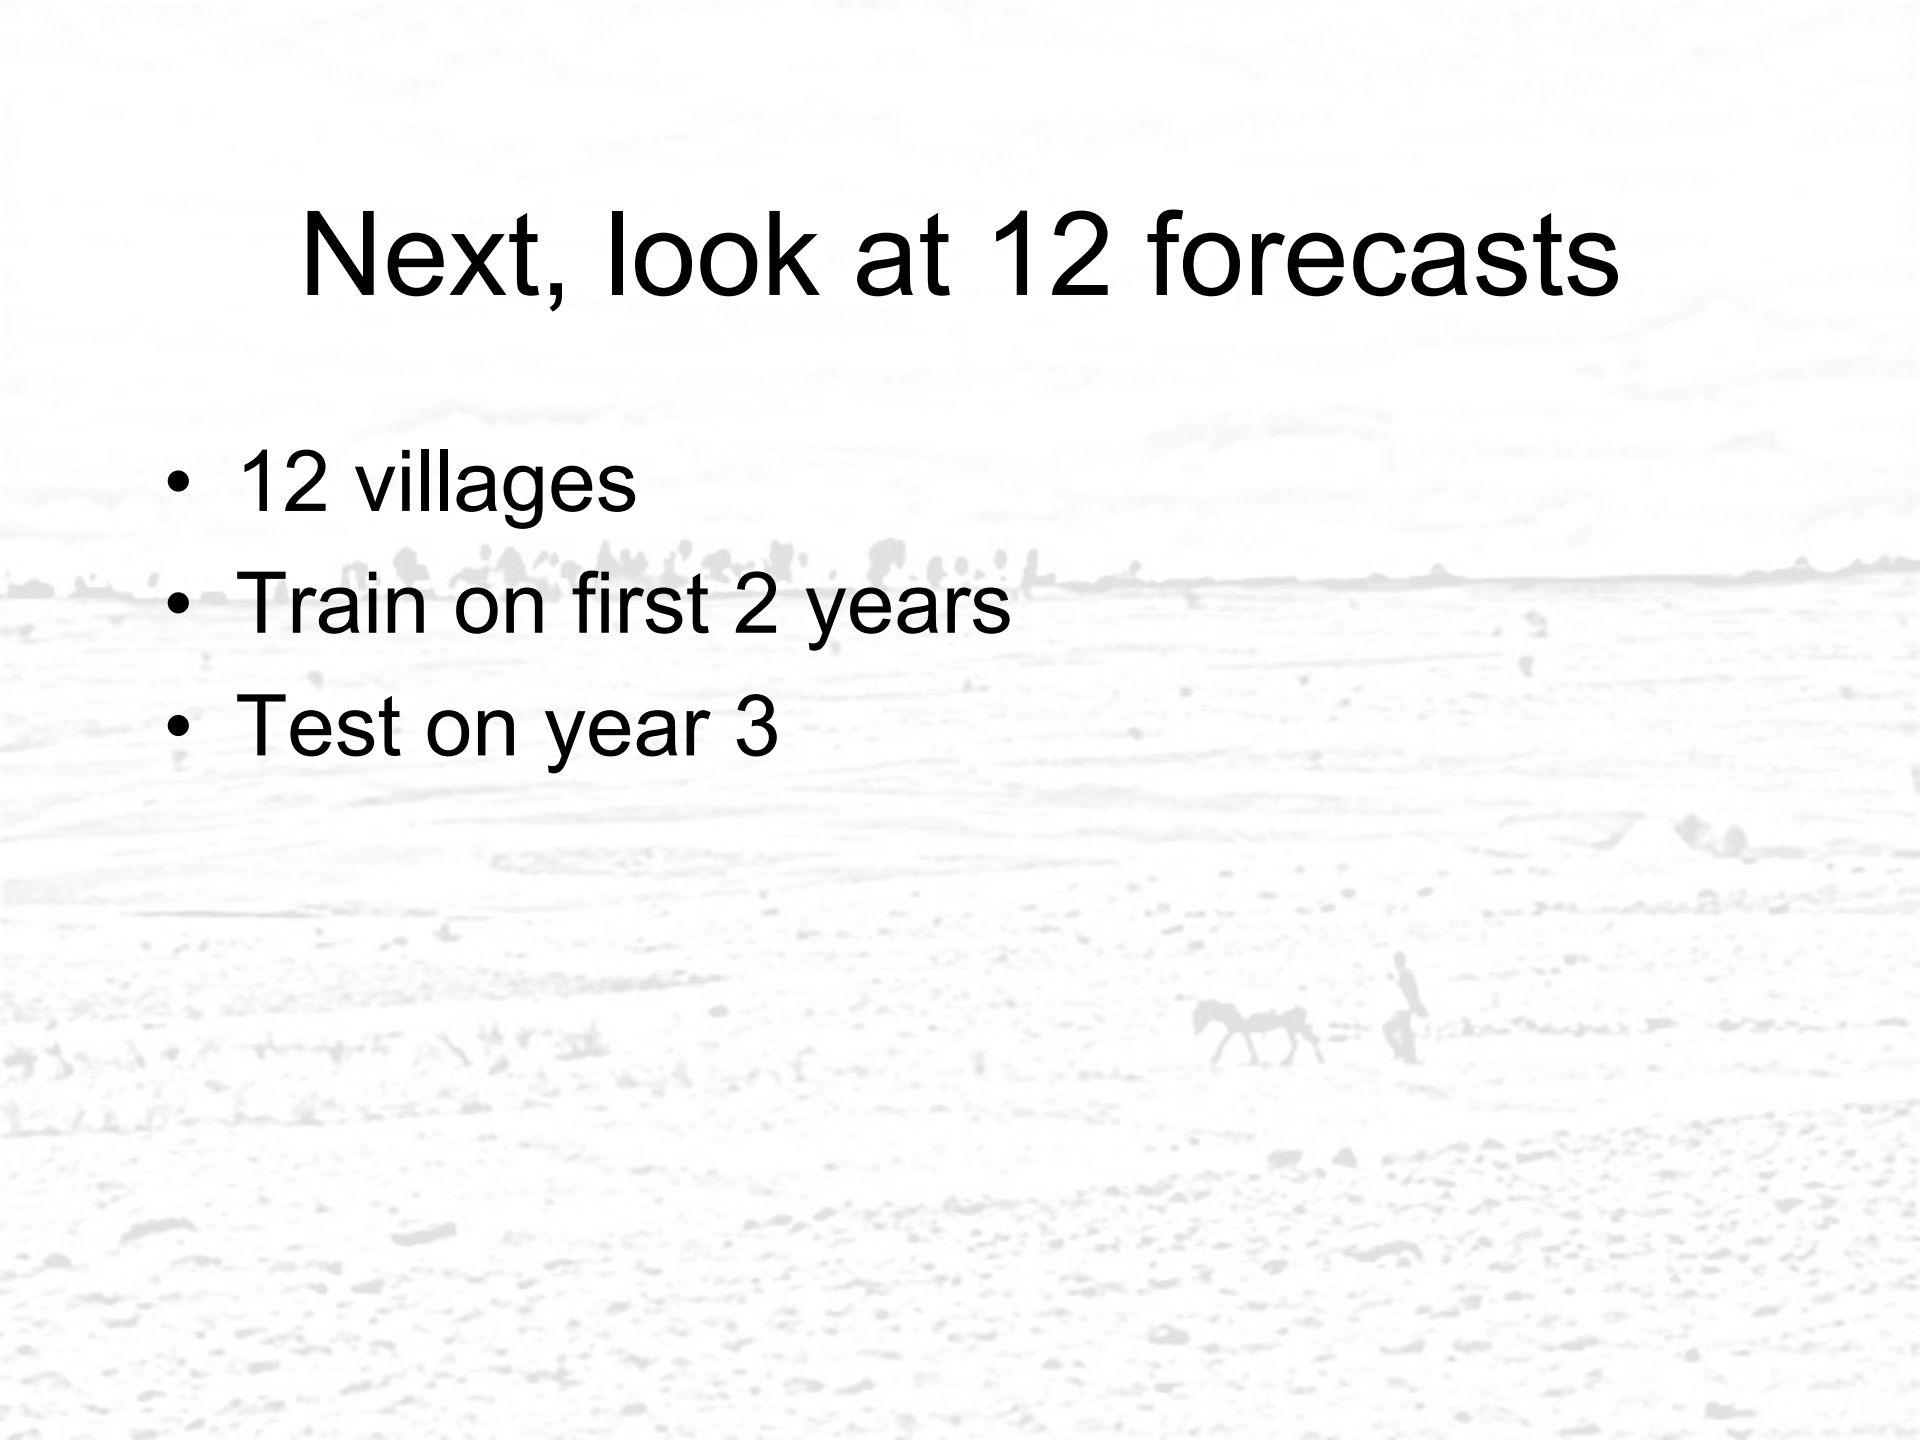 Next, look at 12 forecasts
• 12 villages
• Train on first 2 years
• Test on year 3